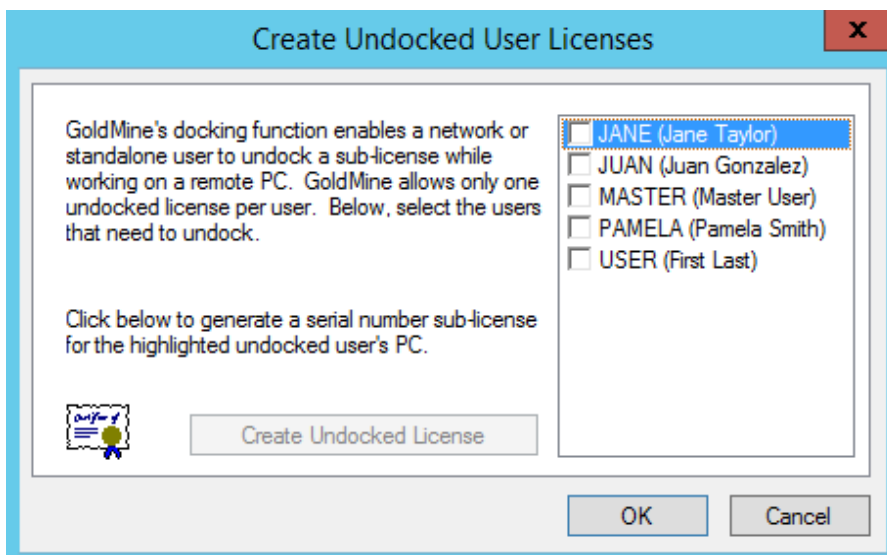 Create Undocked User Licenses
x
GoldMine's docking function enables a network or
standalone user to undock a sub-license while
working on a remote PC.  GoldMine allows only one
undocked license per user.  Below, select the users
that need to undock.
Click below to generate a serial number sub-license
for the highlighted undocked user's PC.
Create Undocked License
JANE (Jane Taylor)
JUAN (Juan Gonzalez)
MASTER (Master User)
PAMELA (Pamela Smith)
USER (First Last)
OK
Cancel